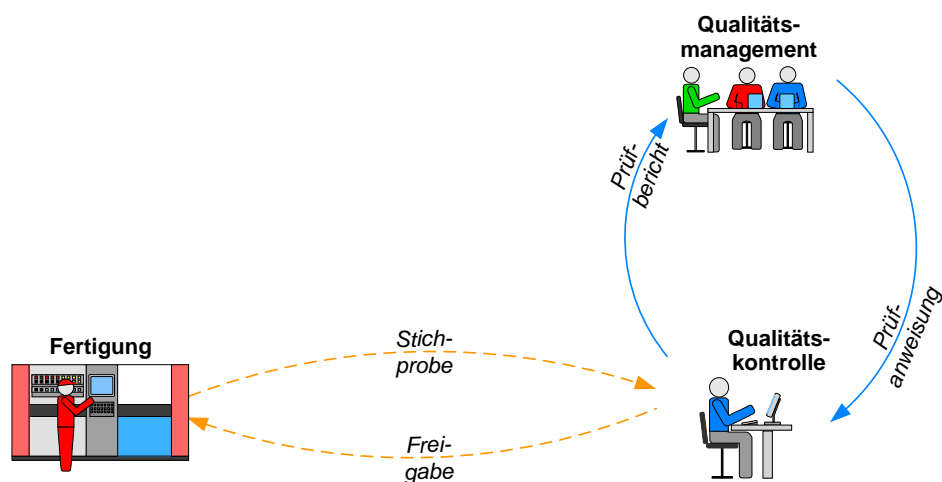 Qualitäts-
management
Prüf-
bericht
Prüf-
anweisung
Fertigung
Stich-
probe
Qualitäts-
kontrolle
Frei-
gabe